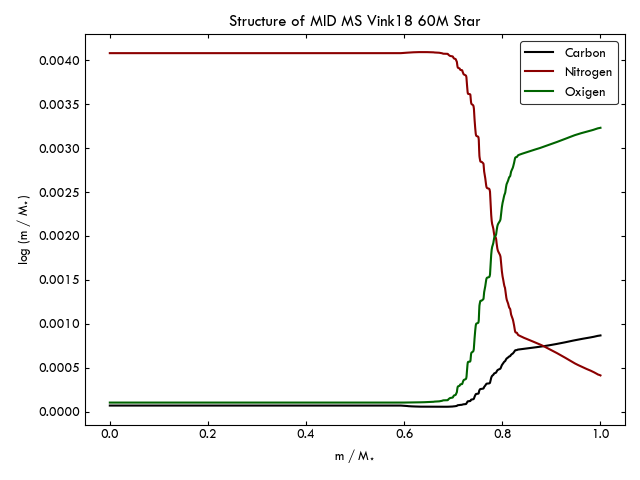 Structure of MID MS Vink18 60M Star
Carbon
Nitrogen
Oxigen
log (m / M⋆)
0.0040
0.0035
0.0030
0.0025
0.0020
0.0015
0.0010
0.0005
0.0000
0.0 0.2 0.4 0.6 0.8 1.0
m / M⋆